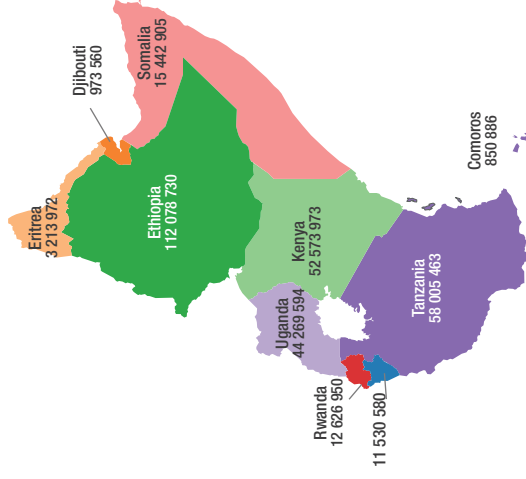 Eritrea
3 213 972
Djibouti
973 560
Somalia
15 442 905
Ethiopia
112 078 730
Kenya
52 573 973
Uganda
44 269 594
Rwanda
12 626 950
11 530 580
Tanzania
58 005 463
Comoros
850 886